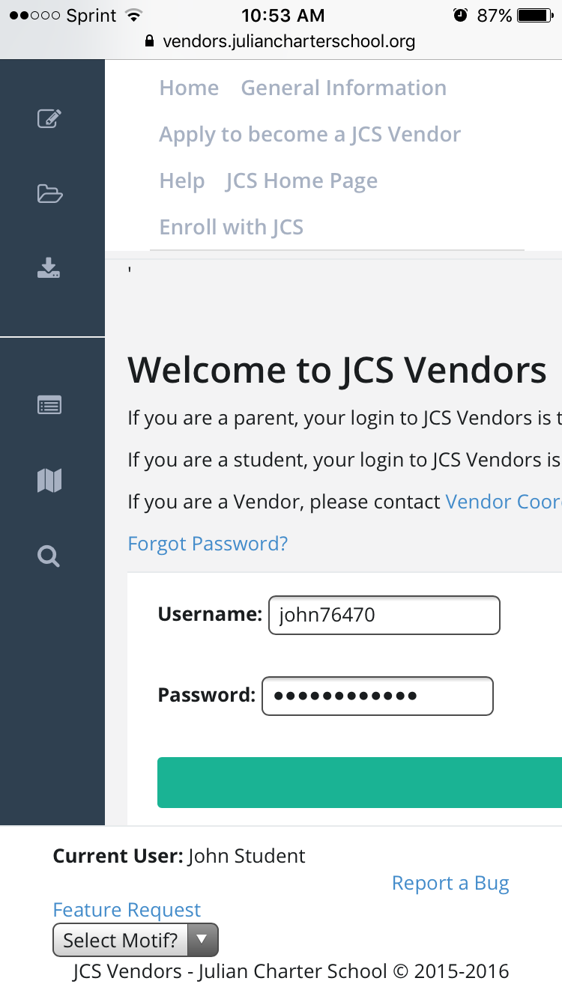 Sprint 10:53 AM 87%
vendors.juliancharterschool.org
Home General Information
Apply to become a JCS Vendor
Help JCS Home Page
Enroll with JCS
'
Welcome to JCS Vendors
If you are a parent, your login to JCS Vendors is t
If you are a student, your login to JCS Vendors is
If you are a Vendor, please contact Vendor Coor
Forgot Password?
Username: john76470
Password: ••••••••••••
Current User: John Student
Report a Bug
Feature Request
Select Motif?
JCS Vendors - Julian Charter School © 2015-2016